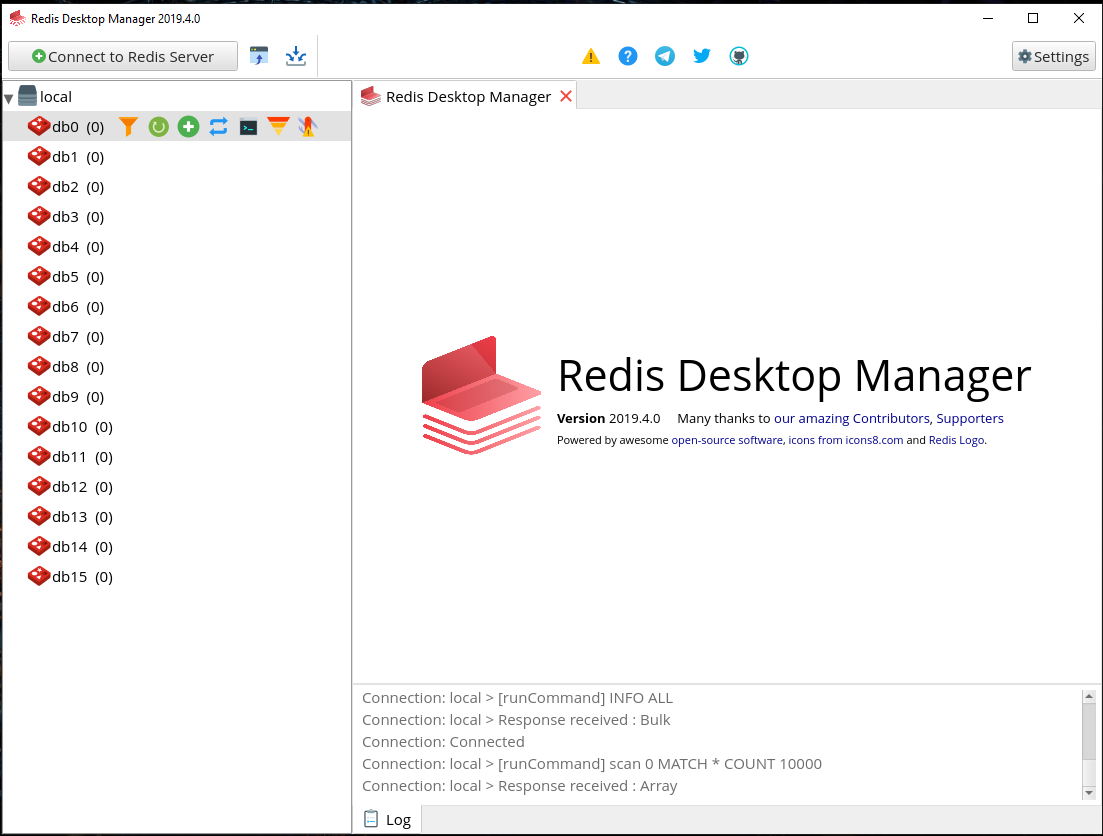 Redis Desktop Manager 2019.4.0
Connect to Redis Server
Settings
local
Redis Desktop Manager
db0 (0)
db1 (0)
db2 (0)
db3 (0)
db4 (0)
db5 (0)
db6 (0)
db7 (0)
db8 (0)
db9 (0)
db10 (0)
db11 (0)
db12 (0)
db13 (0)
db14 (0)
db15 (0)
Redis Desktop Manager
Version 2019.4.0 Many thanks to our amazing Contributors, Supporters
Powered by awesome open-source software, icons from icons8.com and Redis Logo.
Connection: local > [runCommand] INFO ALL
Connection: local > Response received : Bulk
Connection: Connected
Connection: local > [runCommand] scan 0 MATCH * COUNT 10000
Connection: local > Response received : Array
Log